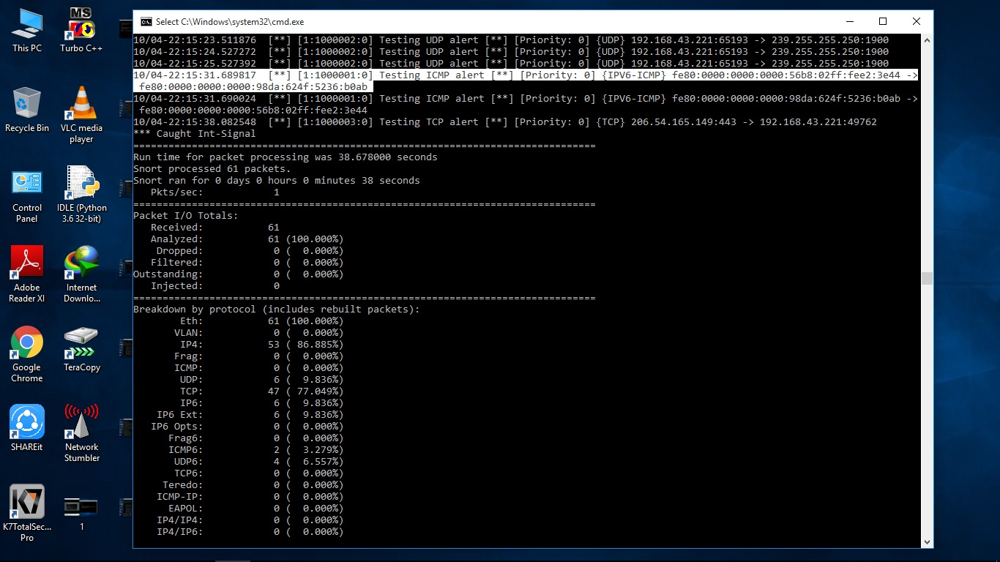 Select C:\Windows\system32\cmd.exe
10/04-22:15:23.511876  [**] [1:1000002:0] Testing UDP alert [**] [Priority: 0] {UDP} 192.168.43.221:65193 -> 239.255.255.250:1900
10/04-22:15:24.527272  [**] [1:1000002:0] Testing UDP alert [**] [Priority: 0] {UDP} 192.168.43.221:65193 -> 239.255.255.250:1900
10/04-22:15:25.527392  [**] [1:1000002:0] Testing UDP alert [**] [Priority: 0] {UDP} 192.168.43.221:65193 -> 239.255.255.250:1900
10/04-22:15:31.689817  [**] [1:1000001:0] Testing ICMP alert [**] [Priority: 0] {IPV6-ICMP} fe80:0000:0000:0000:56b8:02ff:fee2:3e44 ->
 fe80:0000:0000:0000:98da:624f:5236:b0ab
10/04-22:15:31.690024  [**] [1:1000001:0] Testing ICMP alert [**] [Priority: 0] {IPV6-ICMP} fe80:0000:0000:0000:98da:624f:5236:b0ab ->
 fe80:0000:0000:0000:56b8:02ff:fee2:3e44
10/04-22:15:38.082548  [**] [1:1000003:0] Testing TCP alert [**] [Priority: 0] {TCP} 206.54.165.149:443 -> 192.168.43.221:49762
*** Caught Int-Signal
===============================================================================
Run time for packet processing was 38.678000 seconds
Snort processed 61 packets.
Snort ran for 0 days 0 hours 0 minutes 38 seconds
   Pkts/sec:            1
===============================================================================
Packet I/O Totals:
   Received:           61
   Analyzed:           61 (100.000%)
    Dropped:            0 (  0.000%)
   Filtered:            0 (  0.000%)
Outstanding:            0 (  0.000%)
   Injected:            0
===============================================================================
Breakdown by protocol (includes rebuilt packets):
        Eth:           61 (100.000%)
       VLAN:            0 (  0.000%)
        IP4:           53 ( 86.885%)
       Frag:            0 (  0.000%)
       ICMP:            0 (  0.000%)
        UDP:            6 (  9.836%)
        TCP:           47 ( 77.049%)
        IP6:            6 (  9.836%)
    IP6 Ext:            6 (  9.836%)
   IP6 Opts:            0 (  0.000%)
      Frag6:            0 (  0.000%)
      ICMP6:            2 (  3.279%)
       UDP6:            4 (  6.557%)
       TCP6:            0 (  0.000%)
     Teredo:            0 (  0.000%)
    ICMP-IP:            0 (  0.000%)
      EAPOL:            0 (  0.000%)
    IP4/IP4:            0 (  0.000%)
    IP4/IP6:            0 (  0.000%)
This PC
MS
DOS
Turbo C++
Recycle Bin
VLC media
player
Control
Panel
IDLE (Python
3.6 32-bit)
Adobe
Reader XI
Internet
Downlo...
Google
Chrome
TeraCopy
SHAREit
Network
Stumbler
K7
K7TotalSec...
Pro
1